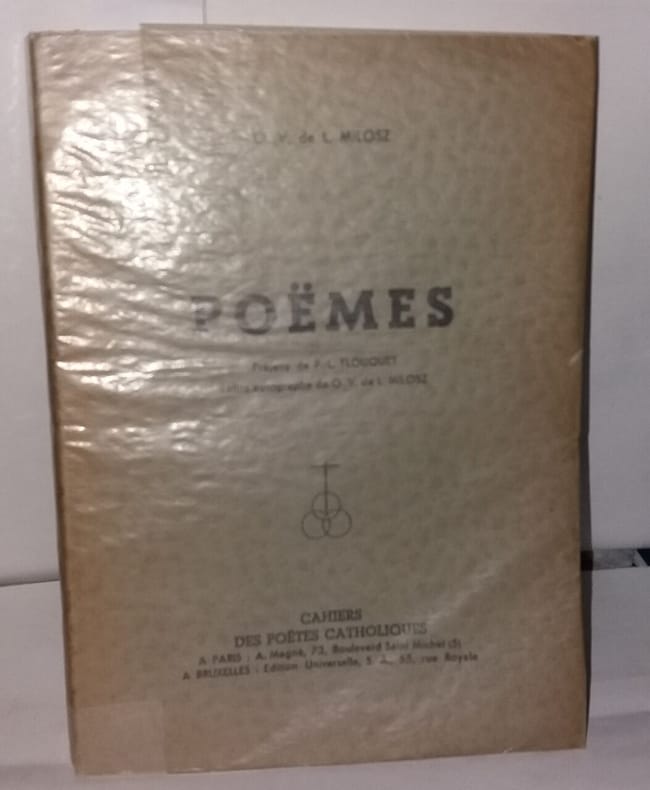 O. V. de L. MILOSZ
POËMES
Préface de P.-L. FLOUQUET
Lettre autographe de O. V. de L. MILOSZ
CAHIERS
DES POËTES CATHOLIQUES
A PARIS : A. Magné, 73, Boulevard Saint Michel (5)
A BRUXELLES : Edition Universelle, S. A., 53, rue Royale